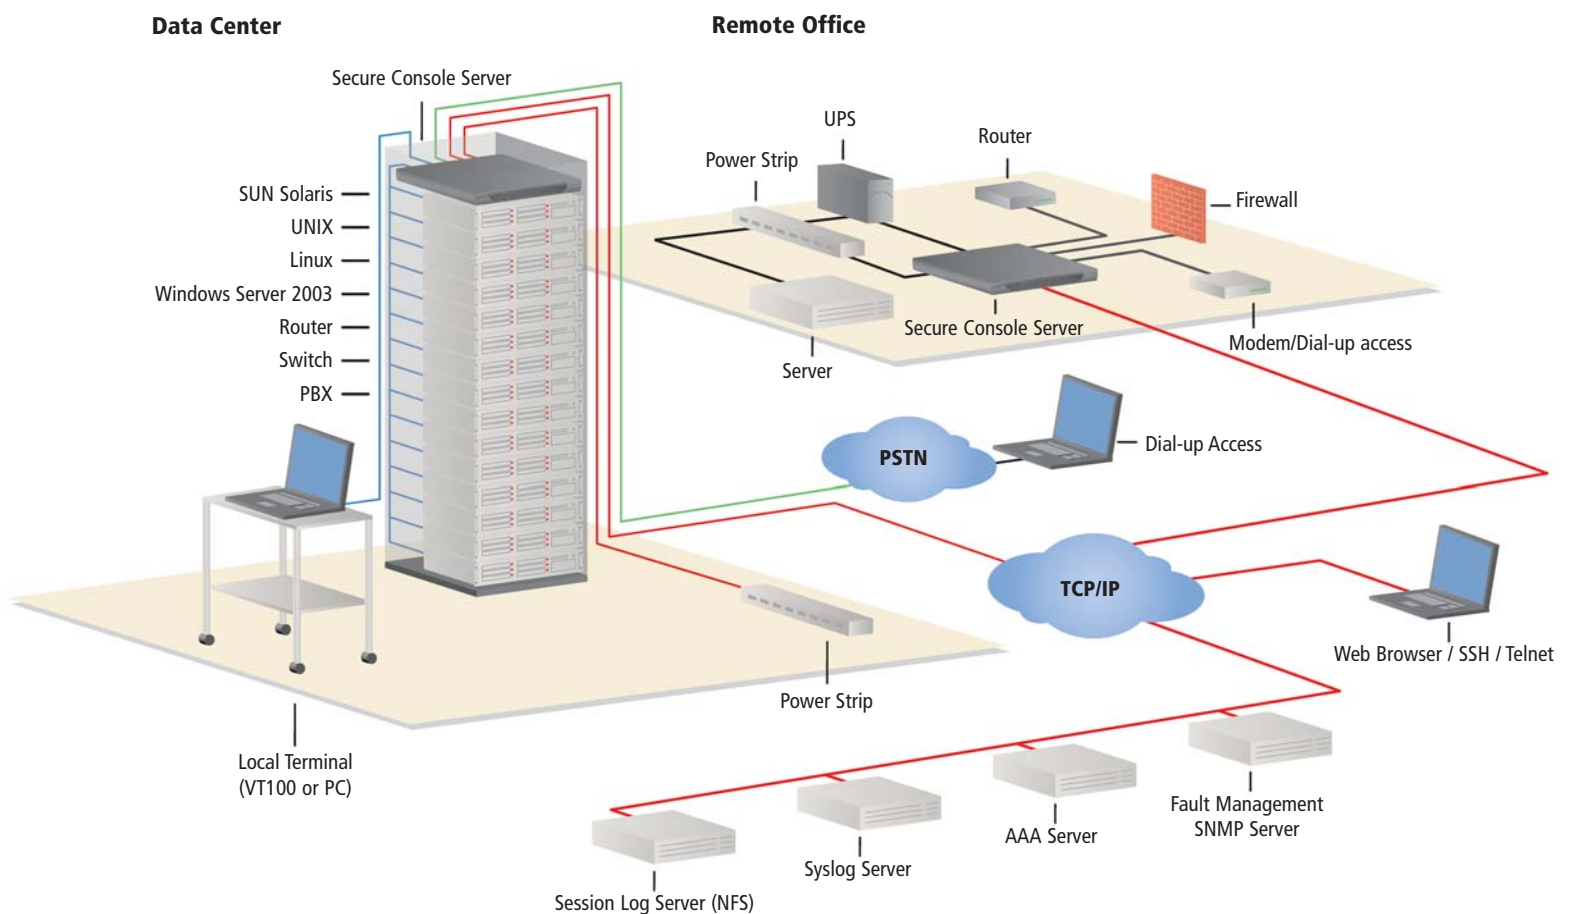 Data Center
Remote Office
Secure Console Server
UPS
Router
Power Strip
Firewall
SUN Solaris
UNIX
Linux
Windows Server 2003
Router
Switch
PBX
Secure Console Server
Modem/Dial-up access
Server
PSTN
Dial-up Access
TCP/IP
Web Browser / SSH / Telnet
Power Strip
Local Terminal
(VT100 or PC)
Fault Management
SNMP Server
AAA Server
Syslog Server
Session Log Server (NFS)